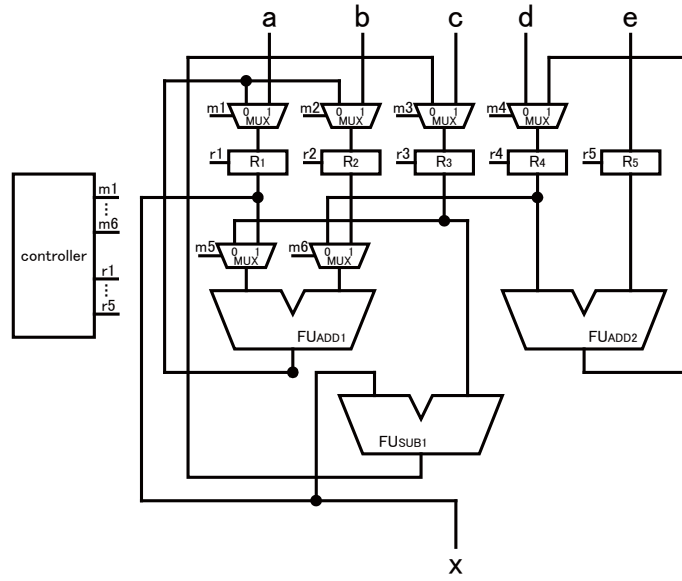 a b c d e
m1 0 1 MUX m2 0 1 MUX m3 0 1 MUX m4 0 1 MUX
r1 R1 r2 R2 r3 R3 r4 R4 r5 R5
m1
⋮
m6
controller
r1
⋮
r5
m5 0 1 MUX m6 0 1 MUX
FUADD1 FUADD2
FUSUB1
x